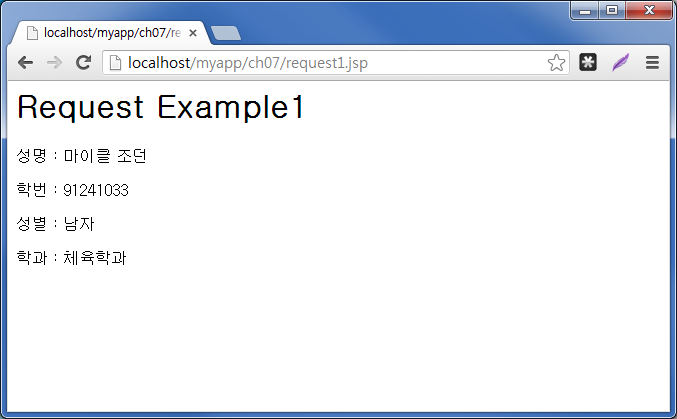 localhost/myapp/ch07/re
localhost/myapp/ch07/request1.jsp
Request Example1
성명 : 마이클 조던
학번 : 91241033
성별 : 남자
학과 : 체육학과